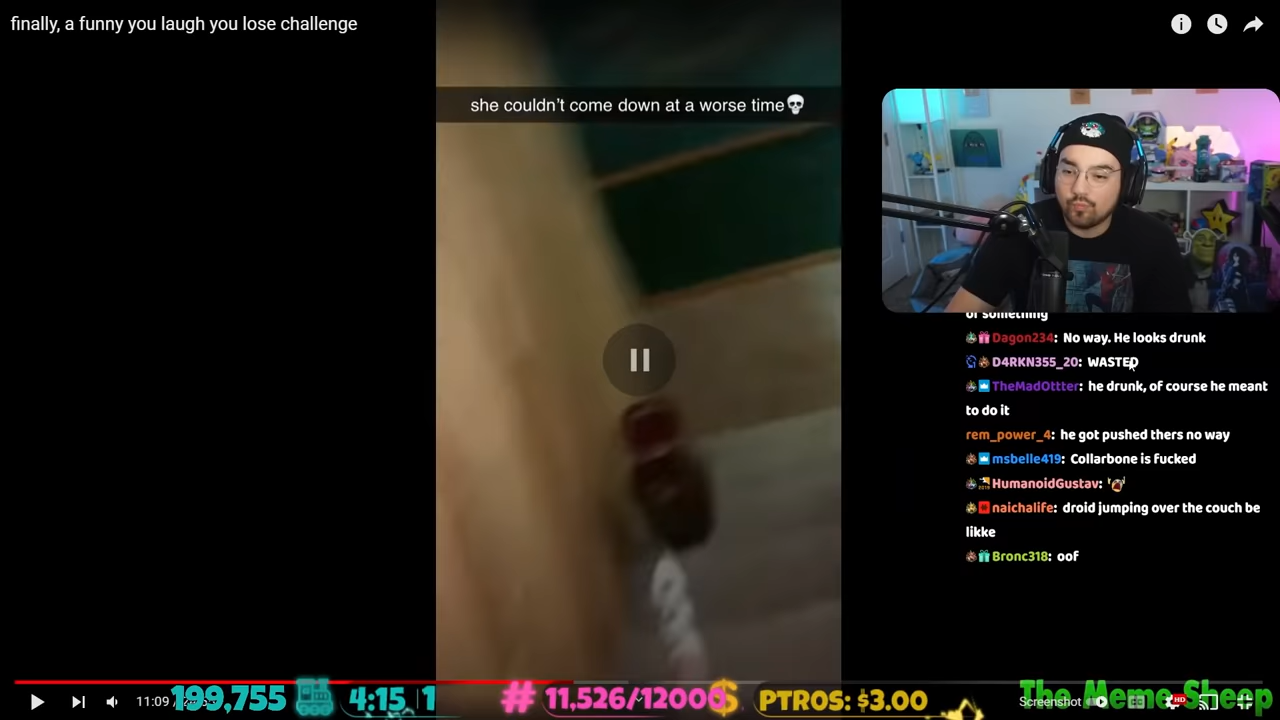 finally, a funny you laugh you lose challenge
she couldn't come down at a worse time💀
of something
Dagon234: No way. He looks drunk
D4RKN355_20: WASTED
TheMadOttter: he drunk, of course he meant
to do it
rem_power_4: he got pushed thers no way
msbelle419: Collarbone is fucked
HumanoidGustav:
naichalife: droid jumping over the couch be
likke
Bronc318: oof
11:09 /
199,755
4:15 | 1
# 11,526/12000
$ PTROS: $3.00
Screenshot
HD
The Meme Sheep